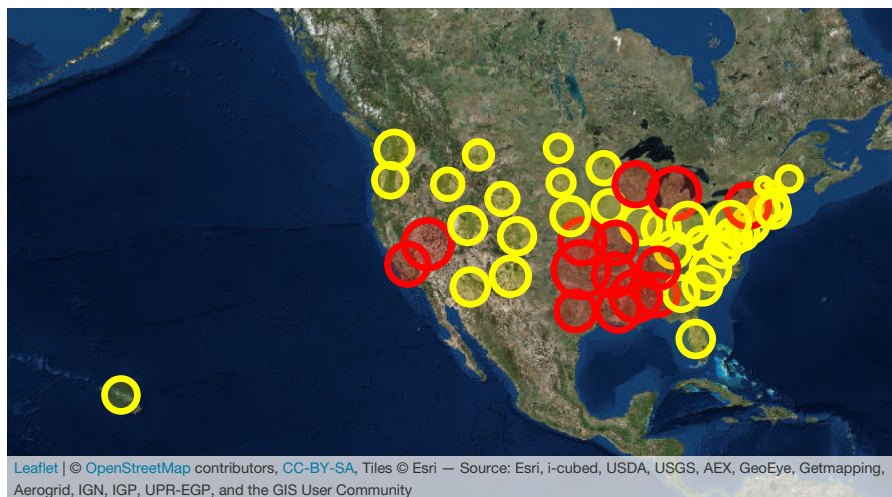 Leaflet | © OpenStreetMap contributors, CC-BY-SA, Tiles © Esri — Source: Esri, i-cubed, USDA, USGS, AEX, GeoEye, Getmapping,
Aerogrid, IGN, IGP, UPR-EGP, and the GIS User Community